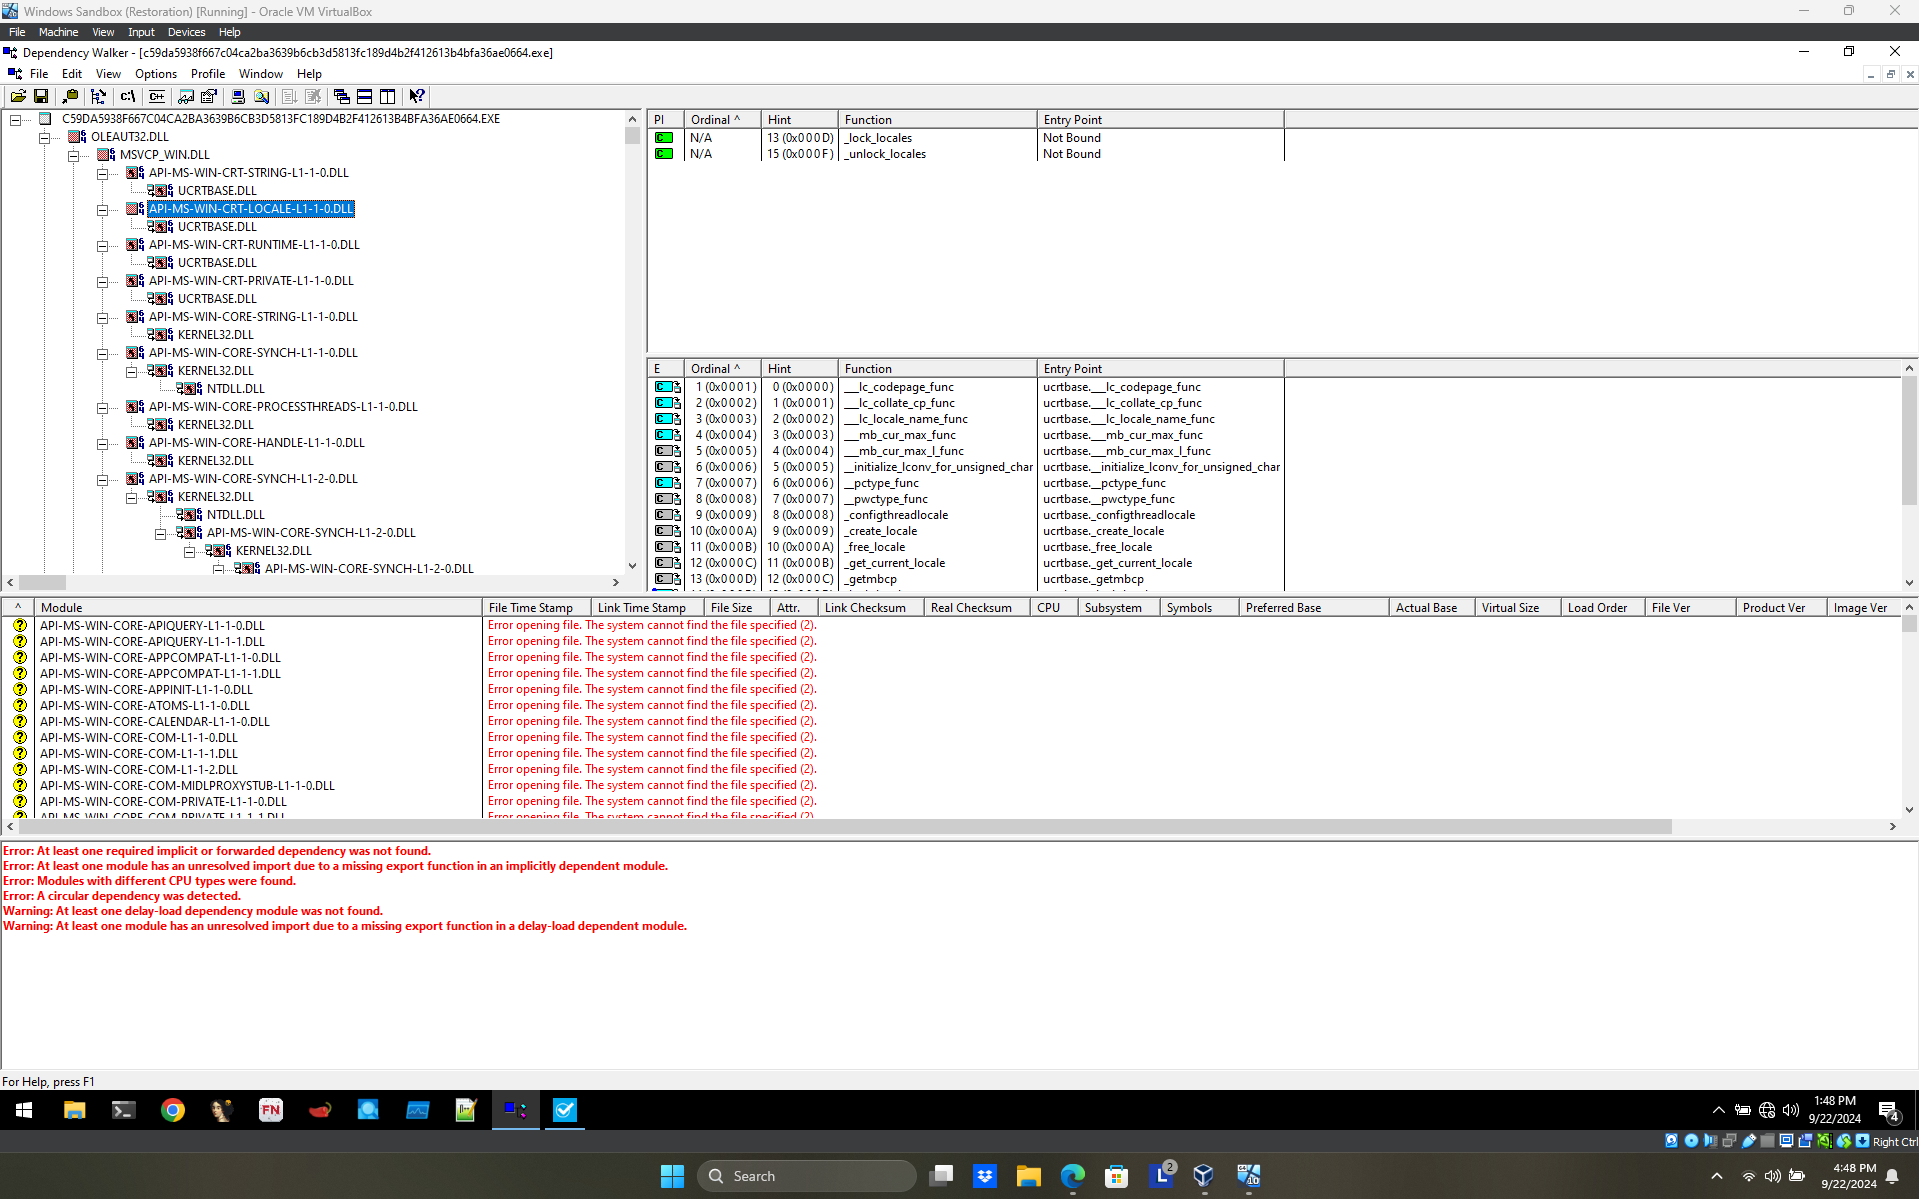 Windows Sandbox (Restoration) [Running] - Oracle VM VirtualBox
File Machine View Input Devices Help
Dependency Walker - [c59da5938f667c04ca2ba3639b6cb3d5813fc189d4b2f412613b4bfa36ae0664.exe]
File Edit View Options Profile Window Help
C59DA5938F667C04CA2BA3639B6CB3D5813FC189D4B2F412613B4BFA36AE0664.EXE
OLEAUT32.DLL
MSVCP_WIN.DLL
API-MS-WIN-CRT-STRING-L1-1-0.DLL
UCRTBASE.DLL
API-MS-WIN-CRT-LOCALE-L1-1-0.DLL
UCRTBASE.DLL
API-MS-WIN-CRT-RUNTIME-L1-1-0.DLL
UCRTBASE.DLL
API-MS-WIN-CRT-PRIVATE-L1-1-0.DLL
UCRTBASE.DLL
API-MS-WIN-CORE-STRING-L1-1-0.DLL
KERNEL32.DLL
API-MS-WIN-CORE-SYNCH-L1-1-0.DLL
KERNEL32.DLL
NTDLL.DLL
API-MS-WIN-CORE-PROCESSTHREADS-L1-1-0.DLL
KERNEL32.DLL
API-MS-WIN-CORE-HANDLE-L1-1-0.DLL
KERNEL32.DLL
API-MS-WIN-CORE-SYNCH-L1-2-0.DLL
KERNEL32.DLL
NTDLL.DLL
API-MS-WIN-CORE-SYNCH-L1-2-0.DLL
KERNEL32.DLL
API-MS-WIN-CORE-SYNCH-L1-2-0.DLL
PI Ordinal ^ Hint Function Entry Point
C N/A 13 (0x000D) _lock_locales Not Bound
C N/A 15 (0x000F) _unlock_locales Not Bound
E Ordinal ^ Hint Function Entry Point
C 1 (0x0001) 0 (0x0000) ___lc_codepage_func ucrtbase.___lc_codepage_func
C 2 (0x0002) 1 (0x0001) ___lc_collate_cp_func ucrtbase.___lc_collate_cp_func
C 3 (0x0003) 2 (0x0002) ___lc_locale_name_func ucrtbase.___lc_locale_name_func
C 4 (0x0004) 3 (0x0003) ___mb_cur_max_func ucrtbase.___mb_cur_max_func
C 5 (0x0005) 4 (0x0004) ___mb_cur_max_l_func ucrtbase.___mb_cur_max_l_func
C 6 (0x0006) 5 (0x0005) __initialize_lconv_for_unsigned_char ucrtbase.__initialize_lconv_for_unsigned_char
C 7 (0x0007) 6 (0x0006) __pctype_func ucrtbase.__pctype_func
C 8 (0x0008) 7 (0x0007) __pwctype_func ucrtbase.__pwctype_func
C 9 (0x0009) 8 (0x0008) _configthreadlocale ucrtbase._configthreadlocale
C 10 (0x000A) 9 (0x0009) _create_locale ucrtbase._create_locale
C 11 (0x000B) 10 (0x000A) _free_locale ucrtbase._free_locale
C 12 (0x000C) 11 (0x000B) _get_current_locale ucrtbase._get_current_locale
C 13 (0x000D) 12 (0x000C) _getmbcp ucrtbase._getmbcp
^ Module File Time Stamp Link Time Stamp File Size Attr. Link Checksum Real Checksum CPU Subsystem Symbols Preferred Base Actual Base Virtual Size Load Order File Ver Product Ver Image Ver
API-MS-WIN-CORE-APIQUERY-L1-1-0.DLL Error opening file. The system cannot find the file specified (2).
API-MS-WIN-CORE-APIQUERY-L1-1-1.DLL Error opening file. The system cannot find the file specified (2).
API-MS-WIN-CORE-APPCOMPAT-L1-1-0.DLL Error opening file. The system cannot find the file specified (2).
API-MS-WIN-CORE-APPCOMPAT-L1-1-1.DLL Error opening file. The system cannot find the file specified (2).
API-MS-WIN-CORE-APPINIT-L1-1-0.DLL Error opening file. The system cannot find the file specified (2).
API-MS-WIN-CORE-ATOMS-L1-1-0.DLL Error opening file. The system cannot find the file specified (2).
API-MS-WIN-CORE-CALENDAR-L1-1-0.DLL Error opening file. The system cannot find the file specified (2).
API-MS-WIN-CORE-COM-L1-1-0.DLL Error opening file. The system cannot find the file specified (2).
API-MS-WIN-CORE-COM-L1-1-1.DLL Error opening file. The system cannot find the file specified (2).
API-MS-WIN-CORE-COM-L1-1-2.DLL Error opening file. The system cannot find the file specified (2).
API-MS-WIN-CORE-COM-MIDLPROXYSTUB-L1-1-0.DLL Error opening file. The system cannot find the file specified (2).
API-MS-WIN-CORE-COM-PRIVATE-L1-1-0.DLL Error opening file. The system cannot find the file specified (2).
API-MS-WIN-CORE-COM-PRIVATE-L1-1-1.DLL Error opening file. The system cannot find the file specified (2).
Error: At least one required implicit or forwarded dependency was not found.
Error: At least one module has an unresolved import due to a missing export function in an implicitly dependent module.
Error: Modules with different CPU types were found.
Error: A circular dependency was detected.
Warning: At least one delay-load dependency module was not found.
Warning: At least one module has an unresolved import due to a missing export function in a delay-load dependent module.
For Help, press F1
FN
1:48 PM
9/22/2024
4
Right Ctrl
Search
L 2
10
4:48 PM
9/22/2024